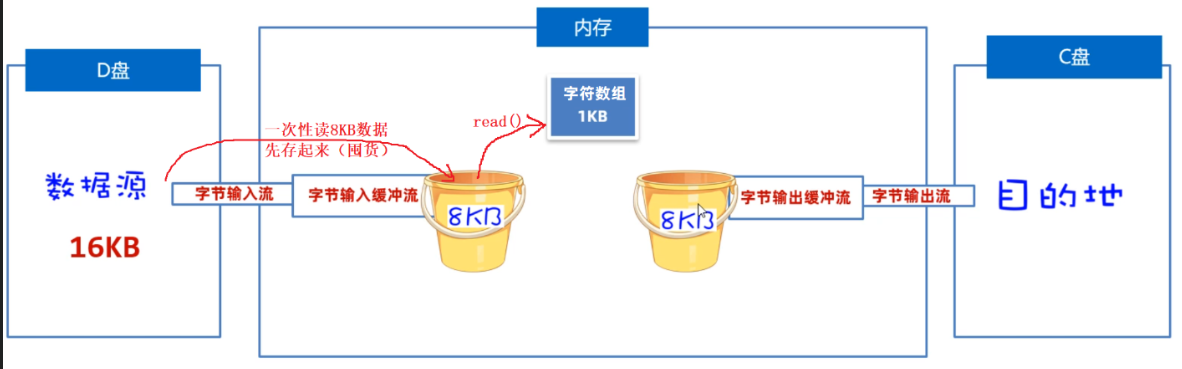 内存
D盘
C盘
字符数组
1KB
一次性读8KB数据
先存起来（囤货）
read()
数据源
字节输入流
字节输入缓冲流
8KB
8KB
字节输出缓冲流
字节输出流
目的地
16KB